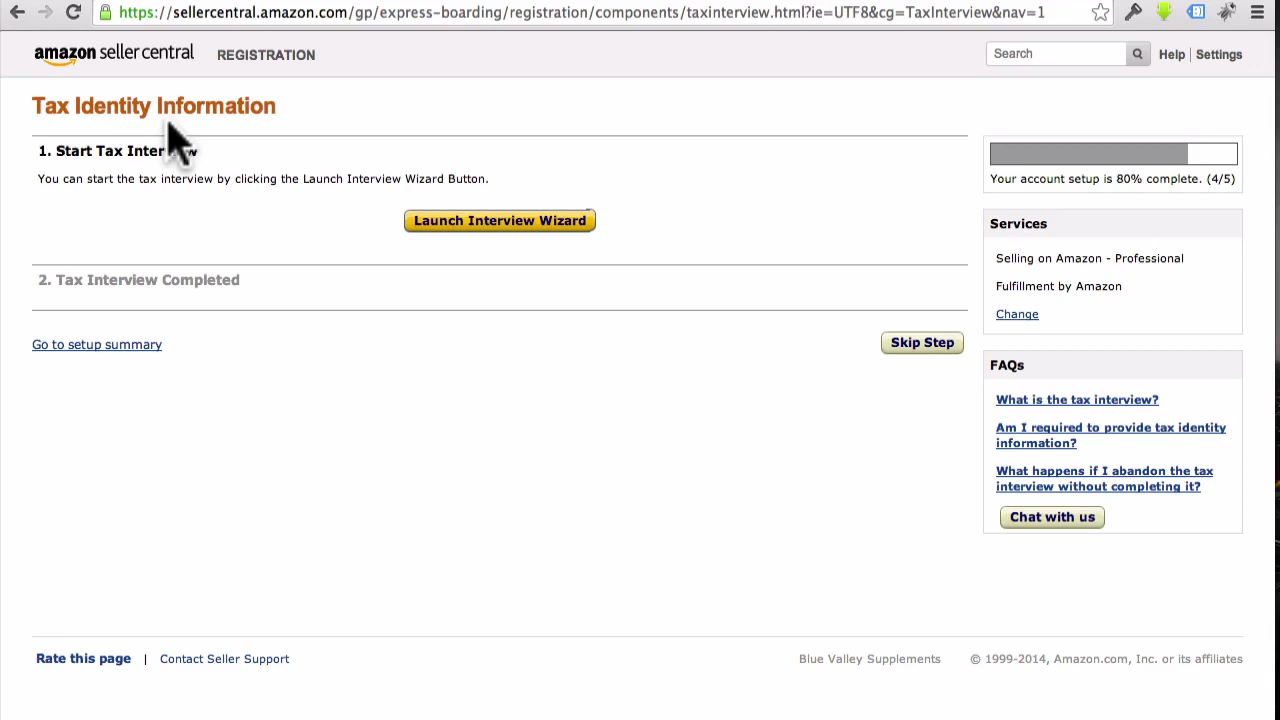 https://sellercentral.amazon.com/gp/express-boarding/registration/components/taxinterview.html?ie=UTF8&cg=TaxInterview&nav=1
amazon seller central REGISTRATION
Search
Help | Settings
Tax Identity Information
1. Start Tax Interview
You can start the tax interview by clicking the Launch Interview Wizard Button.
Launch Interview Wizard
2. Tax Interview Completed
Go to setup summary
Skip Step
Your account setup is 80% complete. (4/5)
Services
Selling on Amazon - Professional
Fulfillment by Amazon
Change
FAQs
What is the tax interview?
Am I required to provide tax identity
information?
What happens if I abandon the tax
interview without completing it?
Chat with us
Rate this page | Contact Seller Support
Blue Valley Supplements © 1999-2014, Amazon.com, Inc. or its affiliates